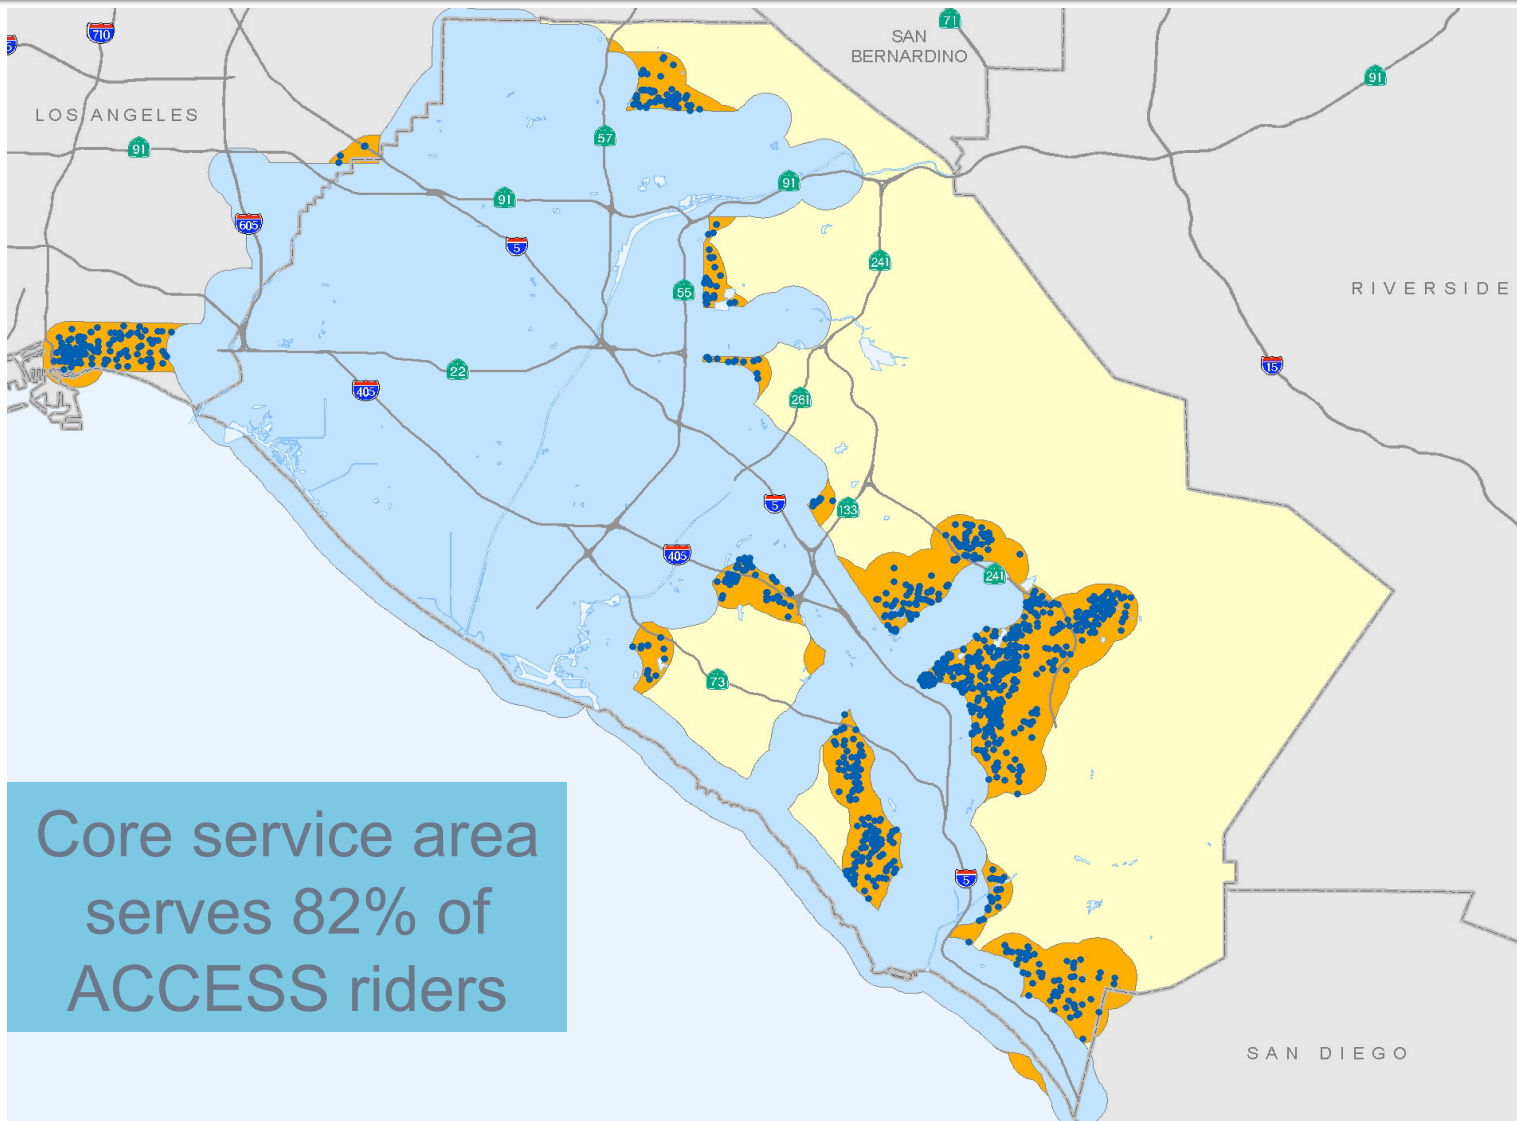 710
5
71
SAN
BERNARDINO
91
LOS ANGELES
57
91
91
91
605
5
241
55
RIVERSIDE
15
22
405
261
5
133
405
241
73
Core service area
serves 82% of
ACCESS riders
5
SAN DIEGO